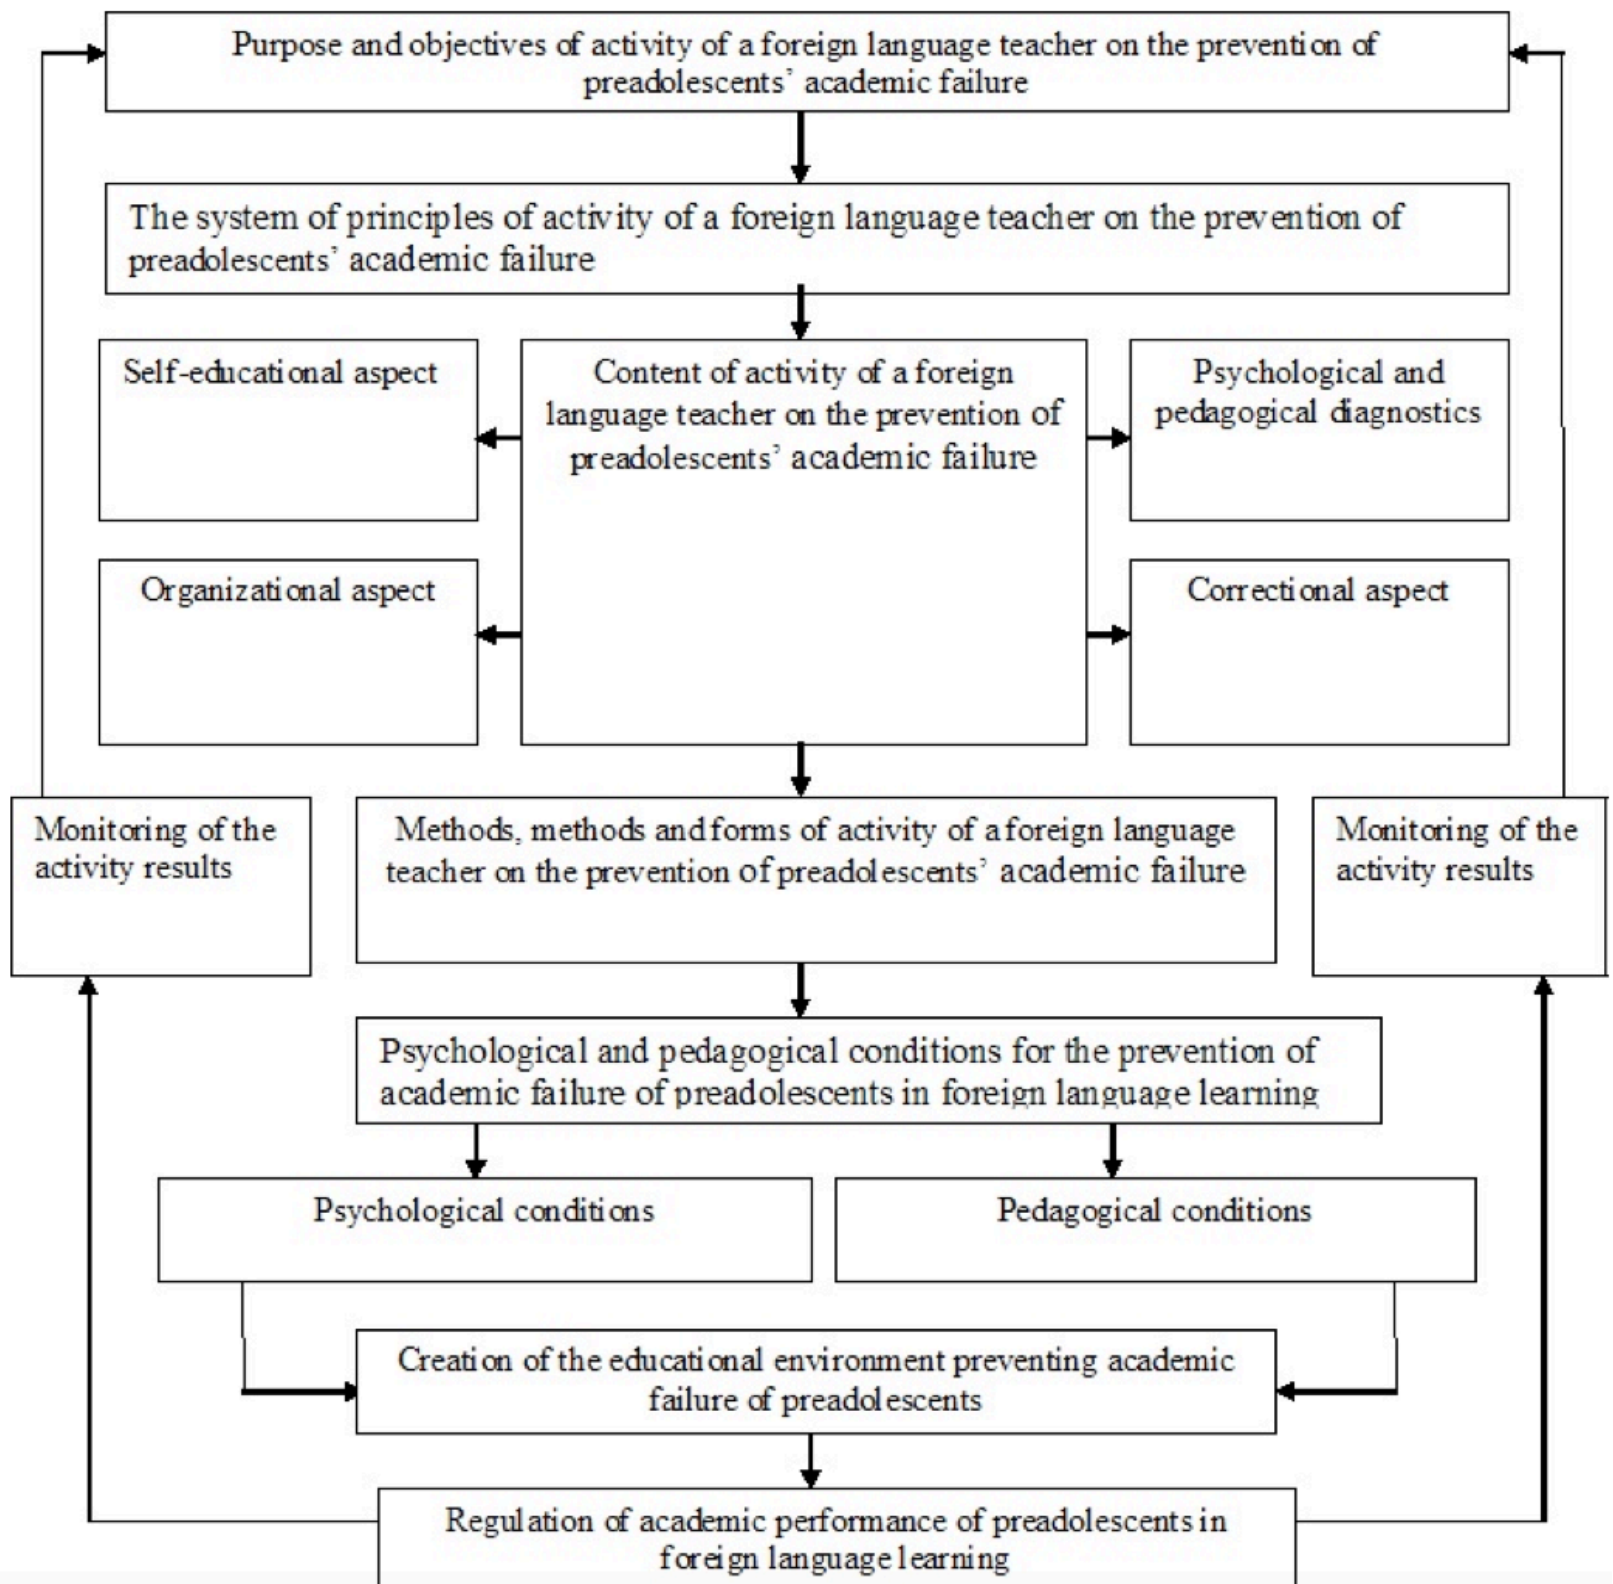 Purpose and objectives of activity of a foreign language teacher on the prevention of
preadolescents’ academic failure
The system of principles of activity of a foreign language teacher on the prevention of
preadolescents’ academic failure
Self-educational aspect
Content of activity of a foreign
language teacher on the prevention of
preadolescents’ academic failure
Psychological and
pedagogical diagnostics
Organizational aspect
Correctional aspect
Monitoring of the
activity results
Methods, methods and forms of activity of a foreign language
teacher on the prevention of preadolescents’ academic failure
Monitoring of the
activity results
Psychological and pedagogical conditions for the prevention of
academic failure of preadolescents in foreign language learning
Psychological conditions
Pedagogical conditions
Creation of the educational environment preventing academic
failure of preadolescents
Regulation of academic performance of preadolescents in
foreign language learning